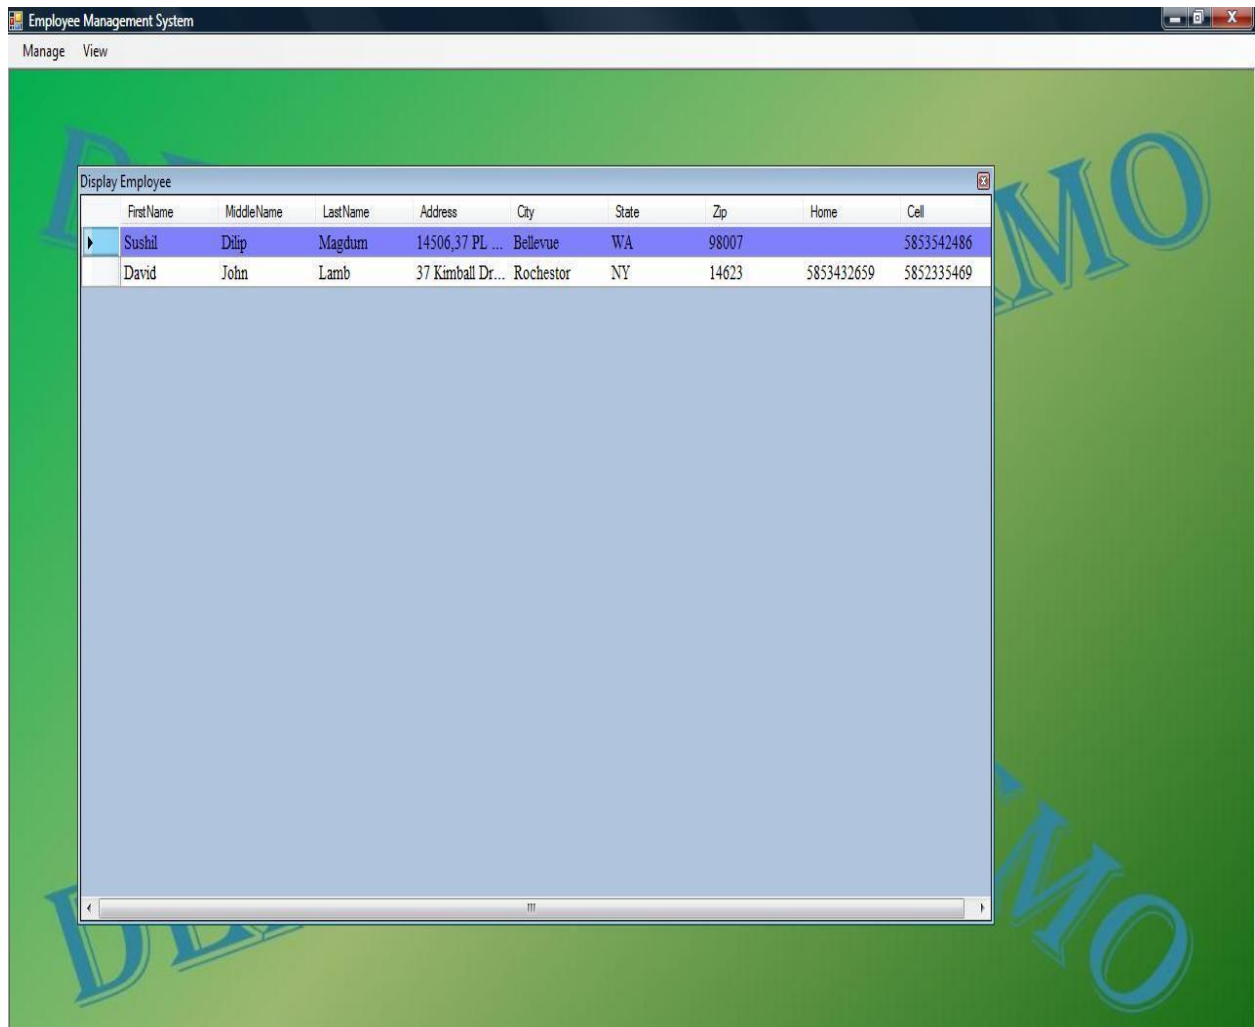 Employee Management System
Manage View
Display Employee
FirstName MiddleName LastName Address City State Zip Home Cell
Sushil Dilip Magdum 14506,37 PL ... Bellevue WA 98007 5853542486
David John Lamb 37 Kimball Dr... Rochestor NY 14623 5853432659 5852335469